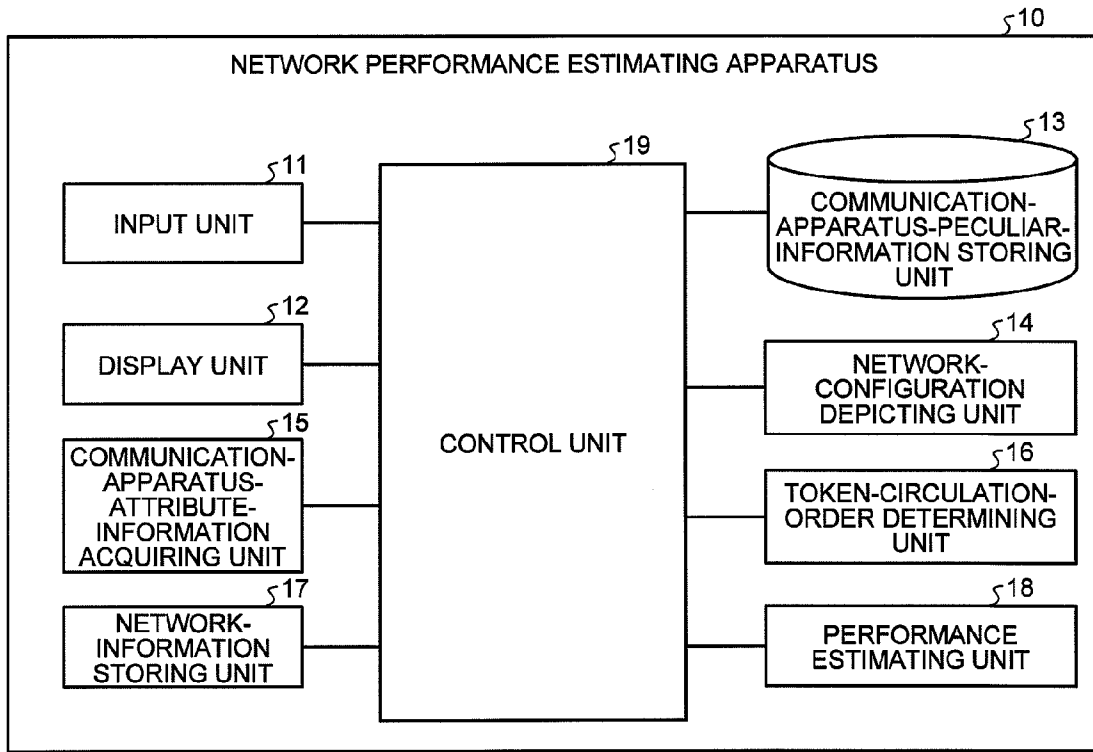 10
NETWORK PERFORMANCE ESTIMATING APPARATUS
11
INPUT UNIT
12
DISPLAY UNIT
15
COMMUNICATION-
APPARATUS-
ATTRIBUTE-
INFORMATION
ACQUIRING UNIT
17
NETWORK-
INFORMATION
STORING UNIT
19
CONTROL UNIT
13
COMMUNICATION-
APPARATUS-PECULIAR-
INFORMATION STORING
UNIT
14
NETWORK-
CONFIGURATION
DEPICTING UNIT
16
TOKEN-CIRCULATION-
ORDER DETERMINING
UNIT
18
PERFORMANCE
ESTIMATING UNIT